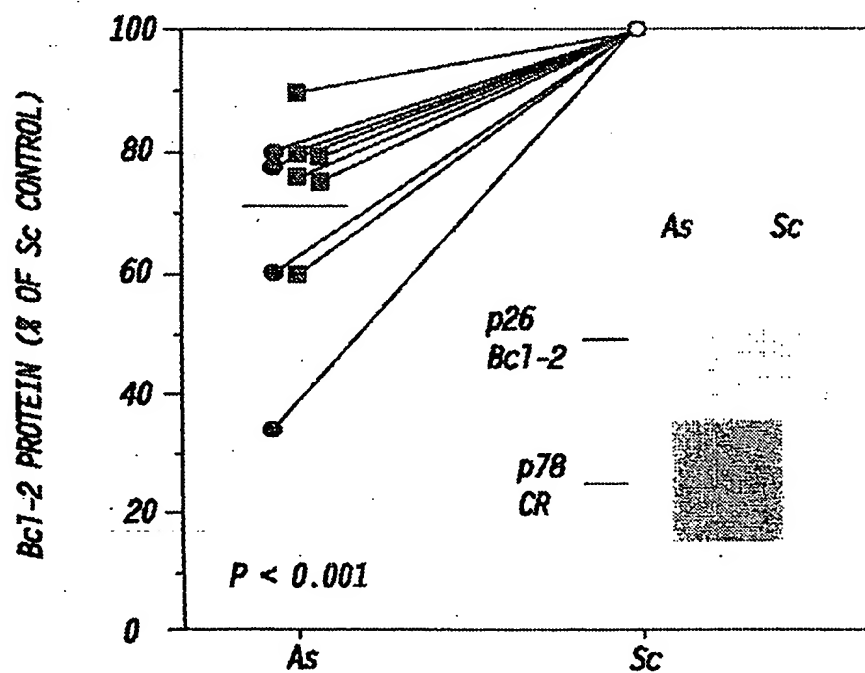 Bcl-2 PROTEIN (% OF Sc CONTROL)
100
80
60
40
20
0
As Sc
p26
Bcl-2
p78
CR
P < 0.001
As Sc